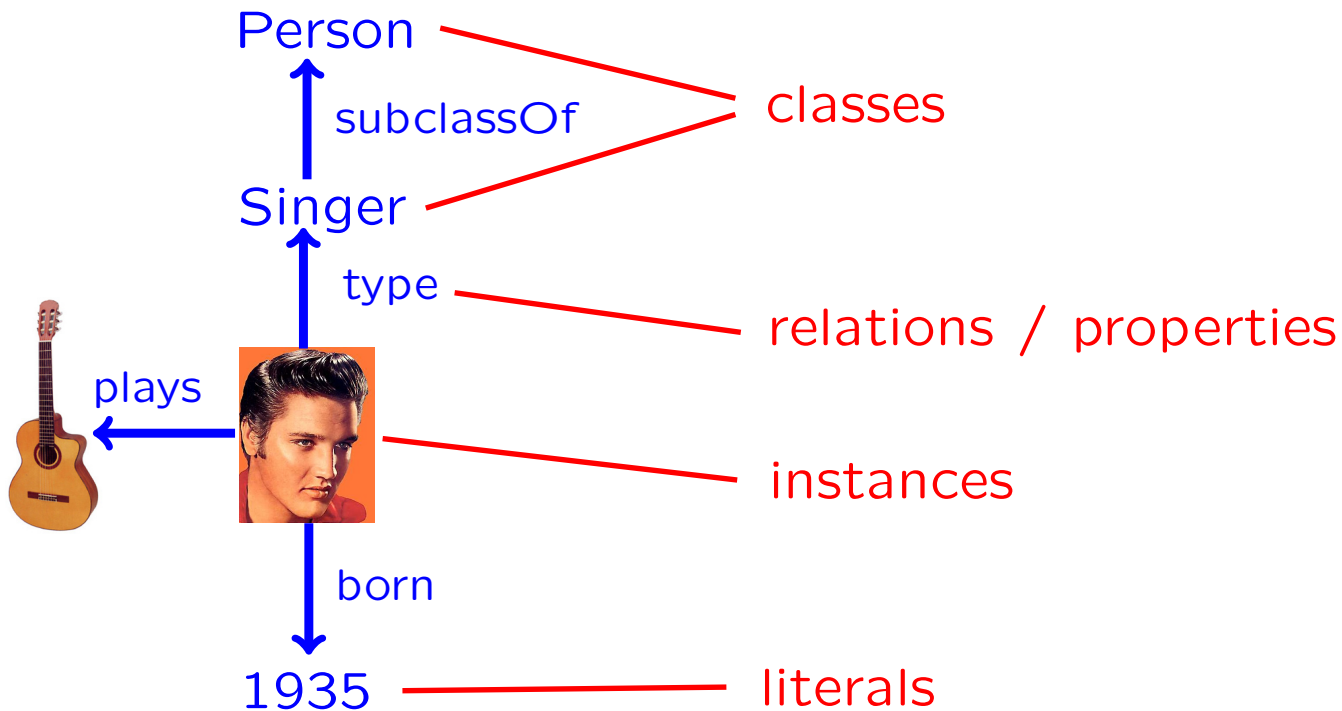 Person
classes
subclassOf
Singer
type
relations / properties
plays
instances
born
1935
literals